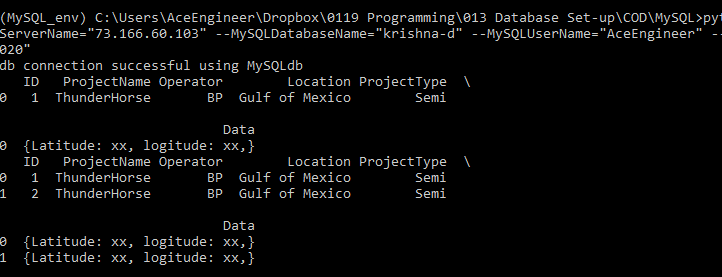 (MySQL_env) C:\Users\AceEngineer\Dropbox\0119 Programming\013 Database Set-up\COD\MySQL>pyt
ServerName="73.166.60.103" --MySQLDatabaseName="krishna-d" --MySQLUserName="AceEngineer" --
020"
db connection successful using MySQLdb
   ID   ProjectName Operator        Location ProjectType  \
0   1  ThunderHorse       BP  Gulf of Mexico        Semi

                         Data
0  {Latitude: xx, logitude: xx,}
   ID   ProjectName Operator        Location ProjectType  \
0   1  ThunderHorse       BP  Gulf of Mexico        Semi
1   2  ThunderHorse       BP  Gulf of Mexico        Semi

                         Data
0  {Latitude: xx, logitude: xx,}
1  {Latitude: xx, logitude: xx,}